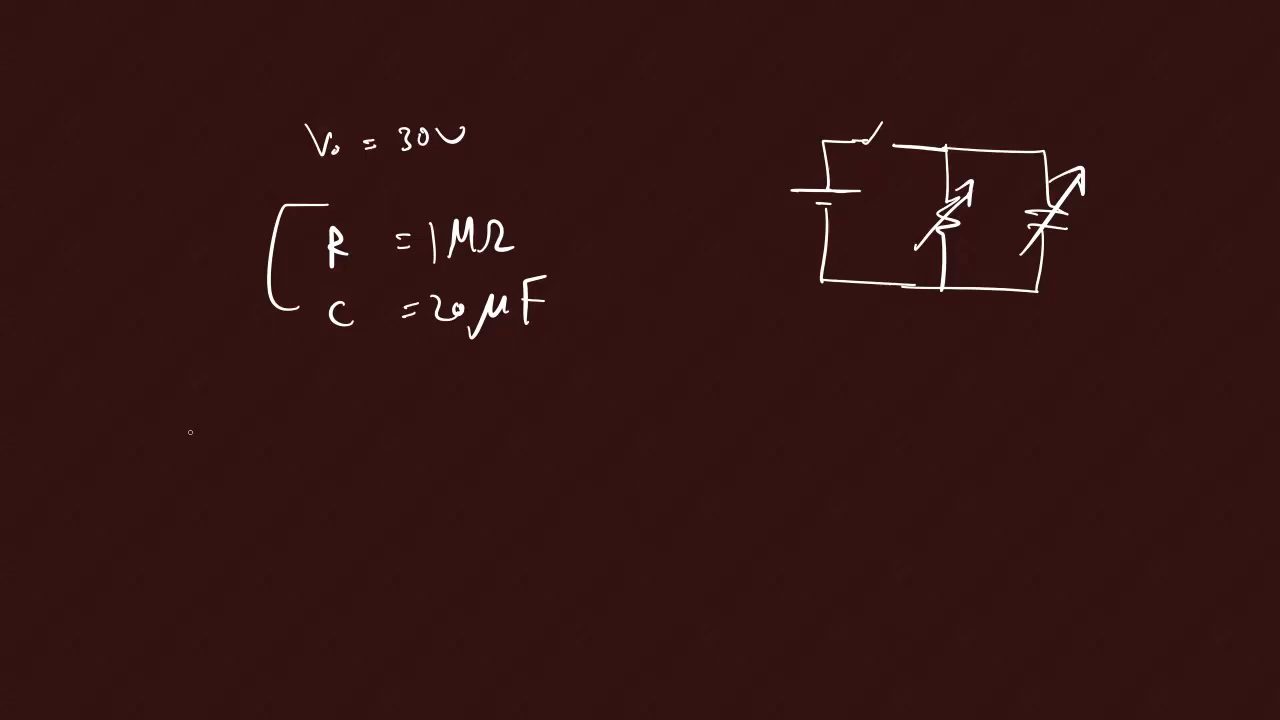 V₀ = 30V
R = 1MΩ
C = 20μF